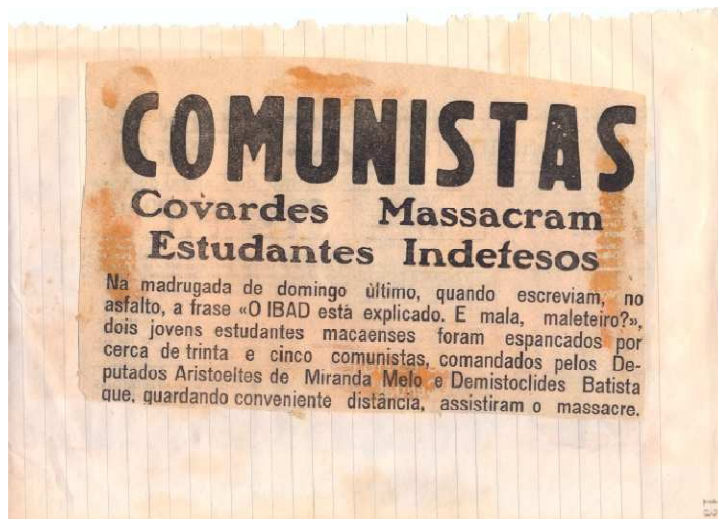 COMUNISTAS
Covardes Massacram
Estudantes Indefesos
Na madrugada de domingo último, quando escreviam, no
asfalto, a frase «O IBAD está explicado. E mala, maleteiro?»,
dois jovens estudantes macaenses foram espancados por
cerca de trinta e cinco comunistas, comandados pelos De-
putados Aristoeltes de Miranda Melo e Demistoclides Batista
que, guardando conveniente distância, assistiram o massacre.